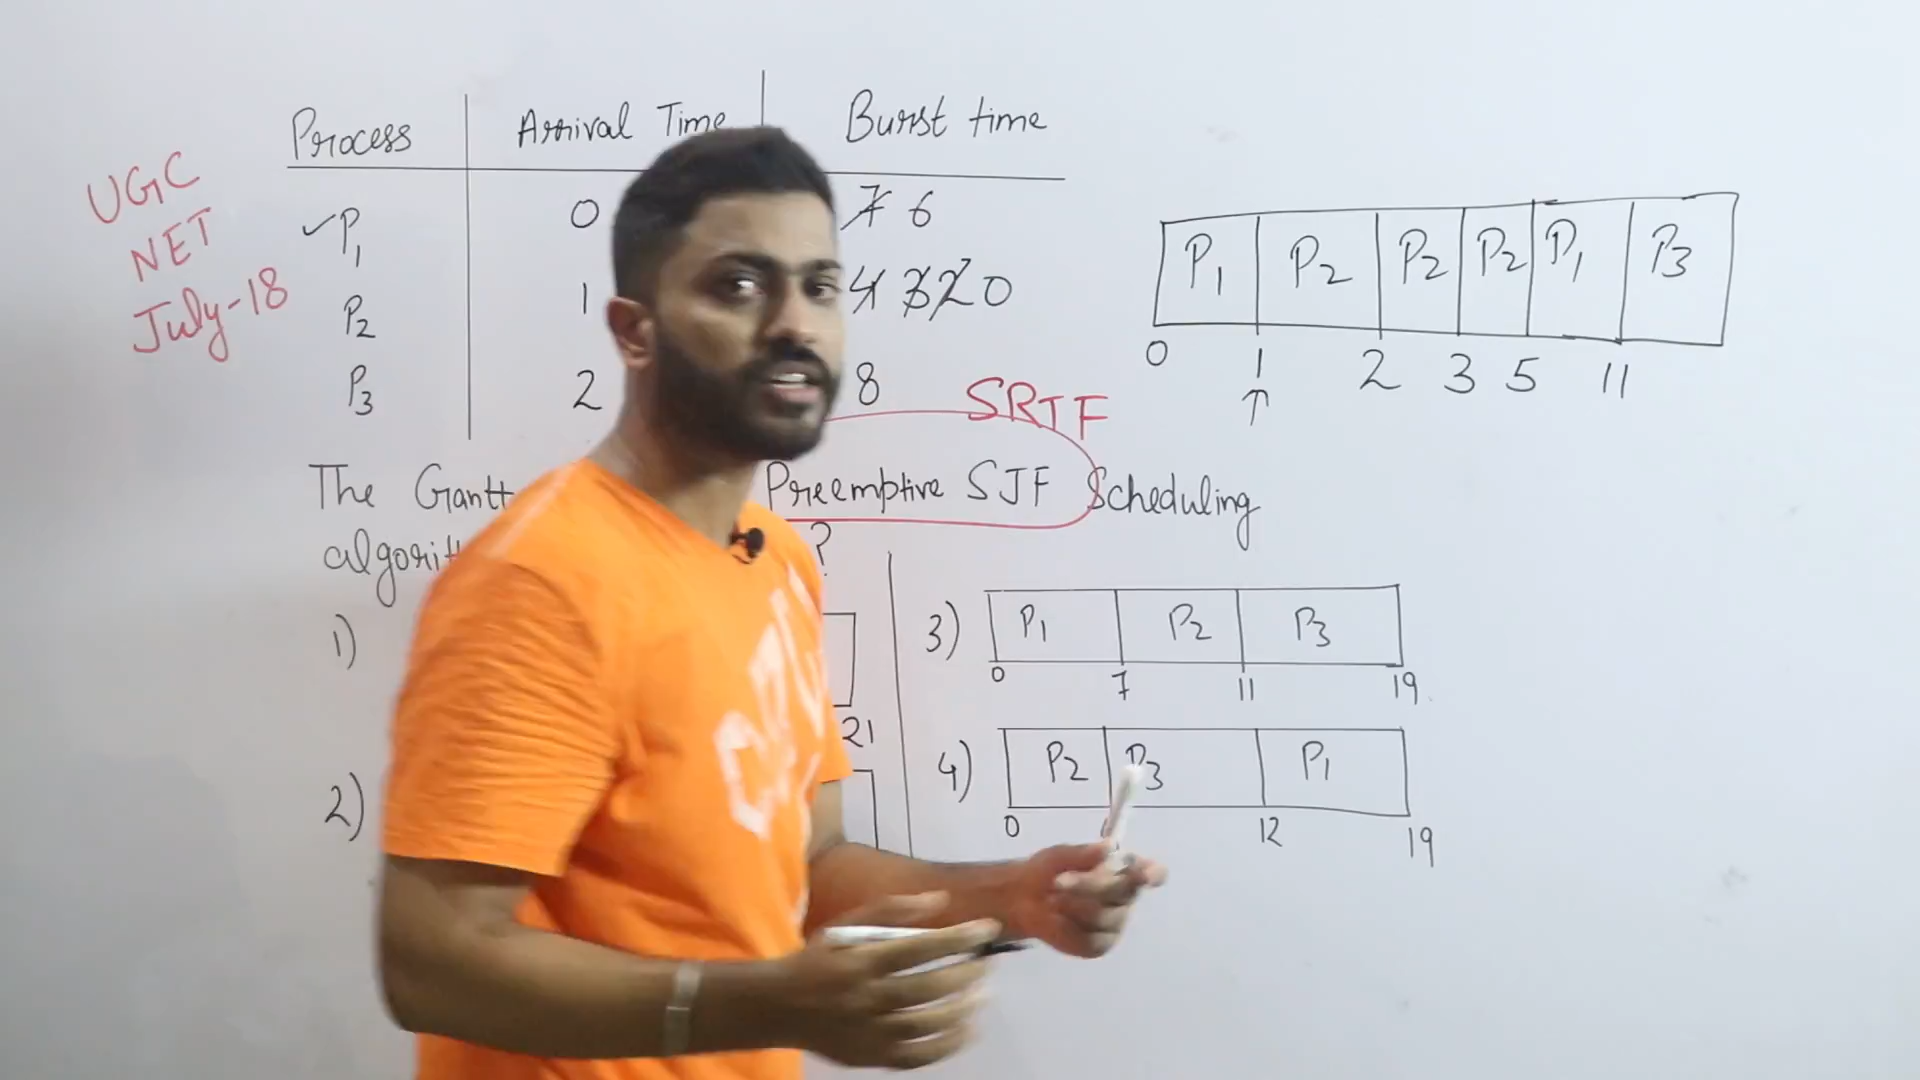 Process Arrival Time Burst time
UGC
NET
July-18
P1 0 7 6
P2 1 4 3 2 0
P3 2 8
P1 P2 P2 P2 P1 P3
0 1 2 3 5 11
SRTF
The Gantt Preemptive SJF Scheduling
?
1)
21
2)
3) P1 P2 P3
0 7 11 19
4) P2 P3 P1
0 12 19